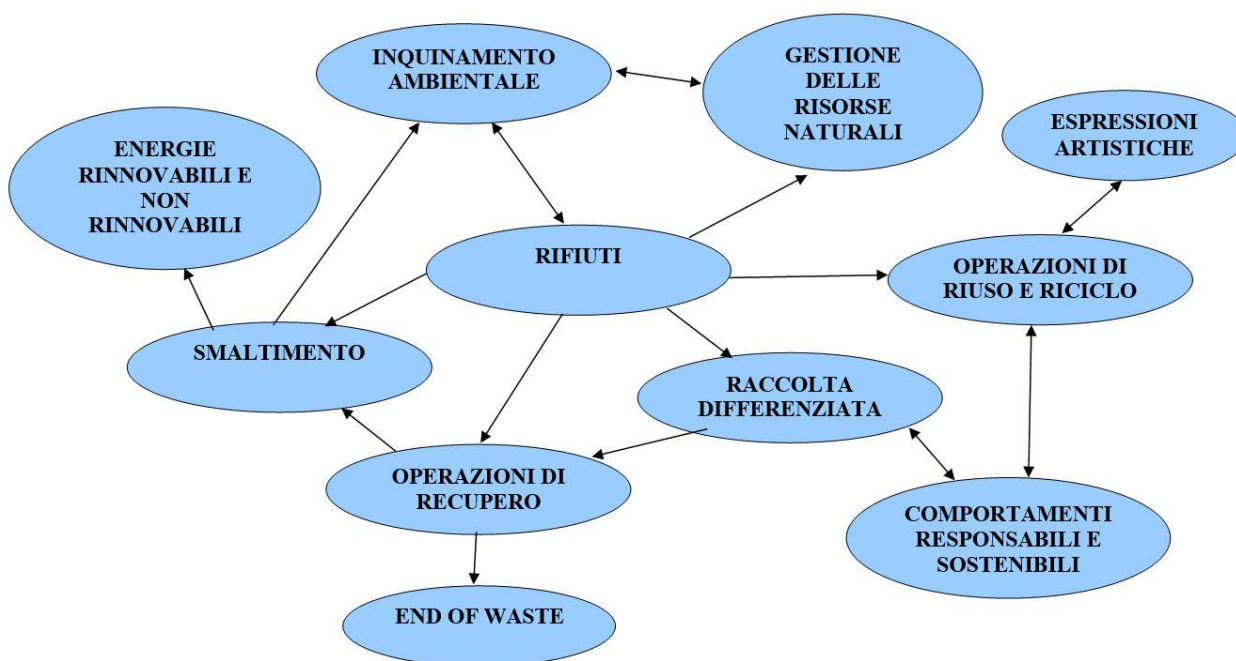 INQUINAMENTO
AMBIENTALE
GESTIONE
DELLE
RISORSE
NATURALI
ESPRESSIONI
ARTISTICHE
ENERGIE
RINNOVABILI E
NON
RINNOVABILI
RIFIUTI
OPERAZIONI DI
RIUSO E RICICLO
SMALTIMENTO
RACCOLTA
DIFFERENZIATA
OPERAZIONI DI
RECUPERO
COMPORTAMENTI
RESPONSABILI E
SOSTENIBILI
END OF WASTE